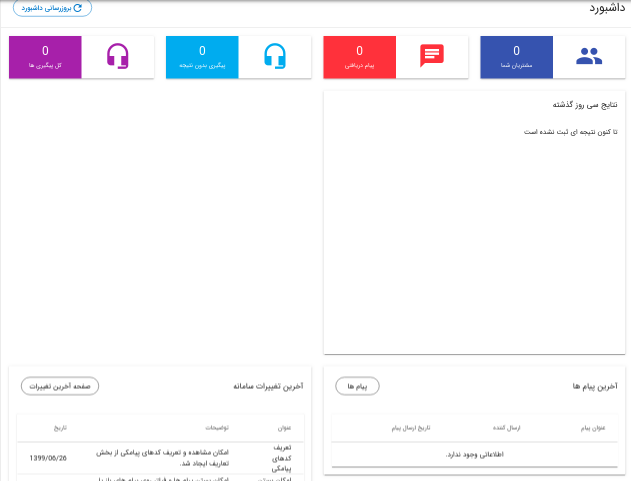 داشبورد
بروزرسانی داشبورد
0
مشتریان شما
0
پیام دریافتی
0
پیگیری بدون نتیجه
0
کل پیگیری ها
نتایج سی روز گذشته
تا کنون نتیجه ای ثبت نشده است
آخرین پیام ها
پیام ها
عنوان پیام
ارسال کننده
تاریخ ارسال پیام
اطلاعاتی وجود ندارد.
آخرین تغییرات سامانه
صفحه آخرین تغییرات
عنوان
توضیحات
تاریخ
تعریف
کدهای
پیامکی
امکان مشاهده و تعریف کدهای پیامکی از بخش
تعاریف ایجاد شد.
1399/06/26